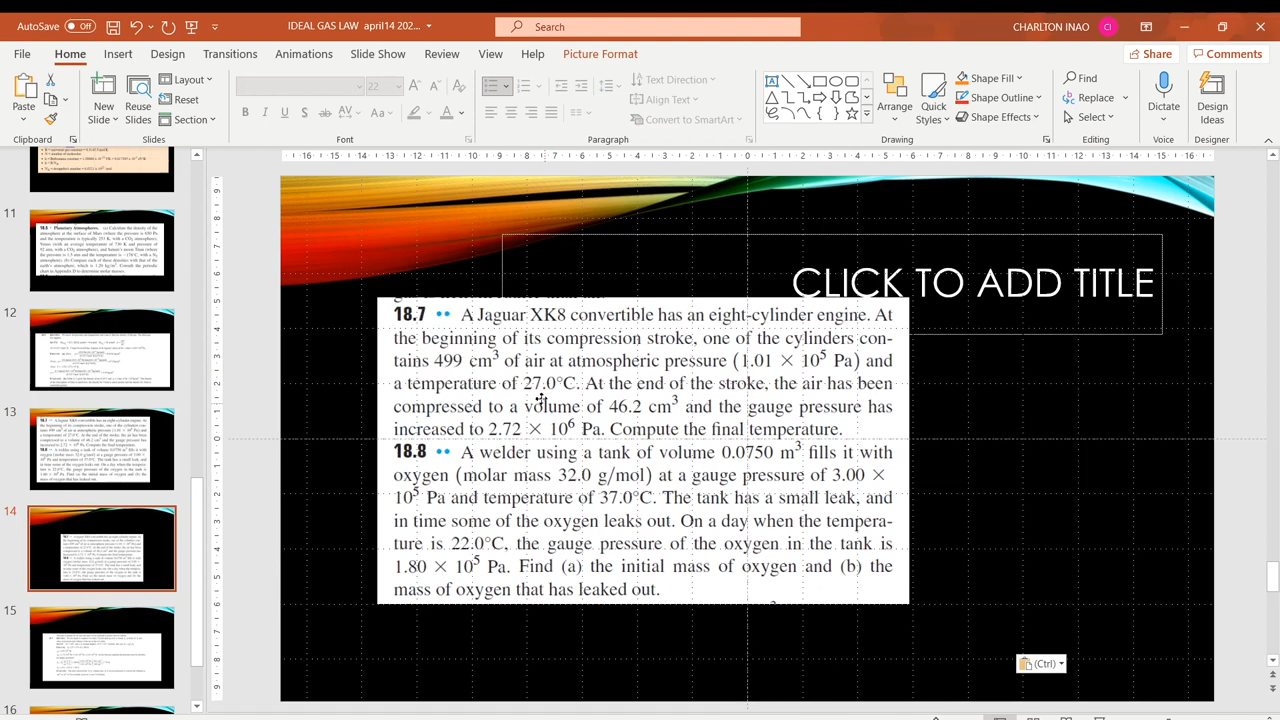 AutoSave Off
IDEAL GAS LAW april14 202...
Search
CHARLTON INAO
CI
File Home Insert Design Transitions Animations Slide Show Review View Help Picture Format
Share Comments
Paste
New Slide
Reuse Slides
Layout
Reset
Section
22
Text Direction
Align Text
Convert to SmartArt
Arrange
Quick Styles
Shape Fill
Shape Outline
Shape Effects
Find
Replace
Select
Dictate
Design Ideas
Clipboard Slides Font Paragraph Drawing Editing Voice Designer
11
12
13
14
15
16
CLICK TO ADD TITLE
18.7 •• A Jaguar XK8 convertible has an eight-cylinder engine. At
the beginning of its compression stroke, one of the cylinders con-
tains 499 cm³ of air at atmospheric pressure (1.01 × 10⁵ Pa) and
a temperature of 27.0°C. At the end of the stroke, the air has been
compressed to a volume of 46.2 cm³ and the gauge pressure has
increased to 2.72 × 10⁶ Pa. Compute the final temperature.
18.8 •• A welder using a tank of volume 0.0750 m³ fills it with
oxygen (molar mass 32.0 g/mol) at a gauge pressure of 3.00 ×
10⁵ Pa and temperature of 37.0°C. The tank has a small leak, and
in time some of the oxygen leaks out. On a day when the tempera-
ture is 22.0°C, the gauge pressure of the oxygen in the tank is
1.80 × 10⁵ Pa. Find (a) the initial mass of oxygen and (b) the
mass of oxygen that has leaked out.
(Ctrl)